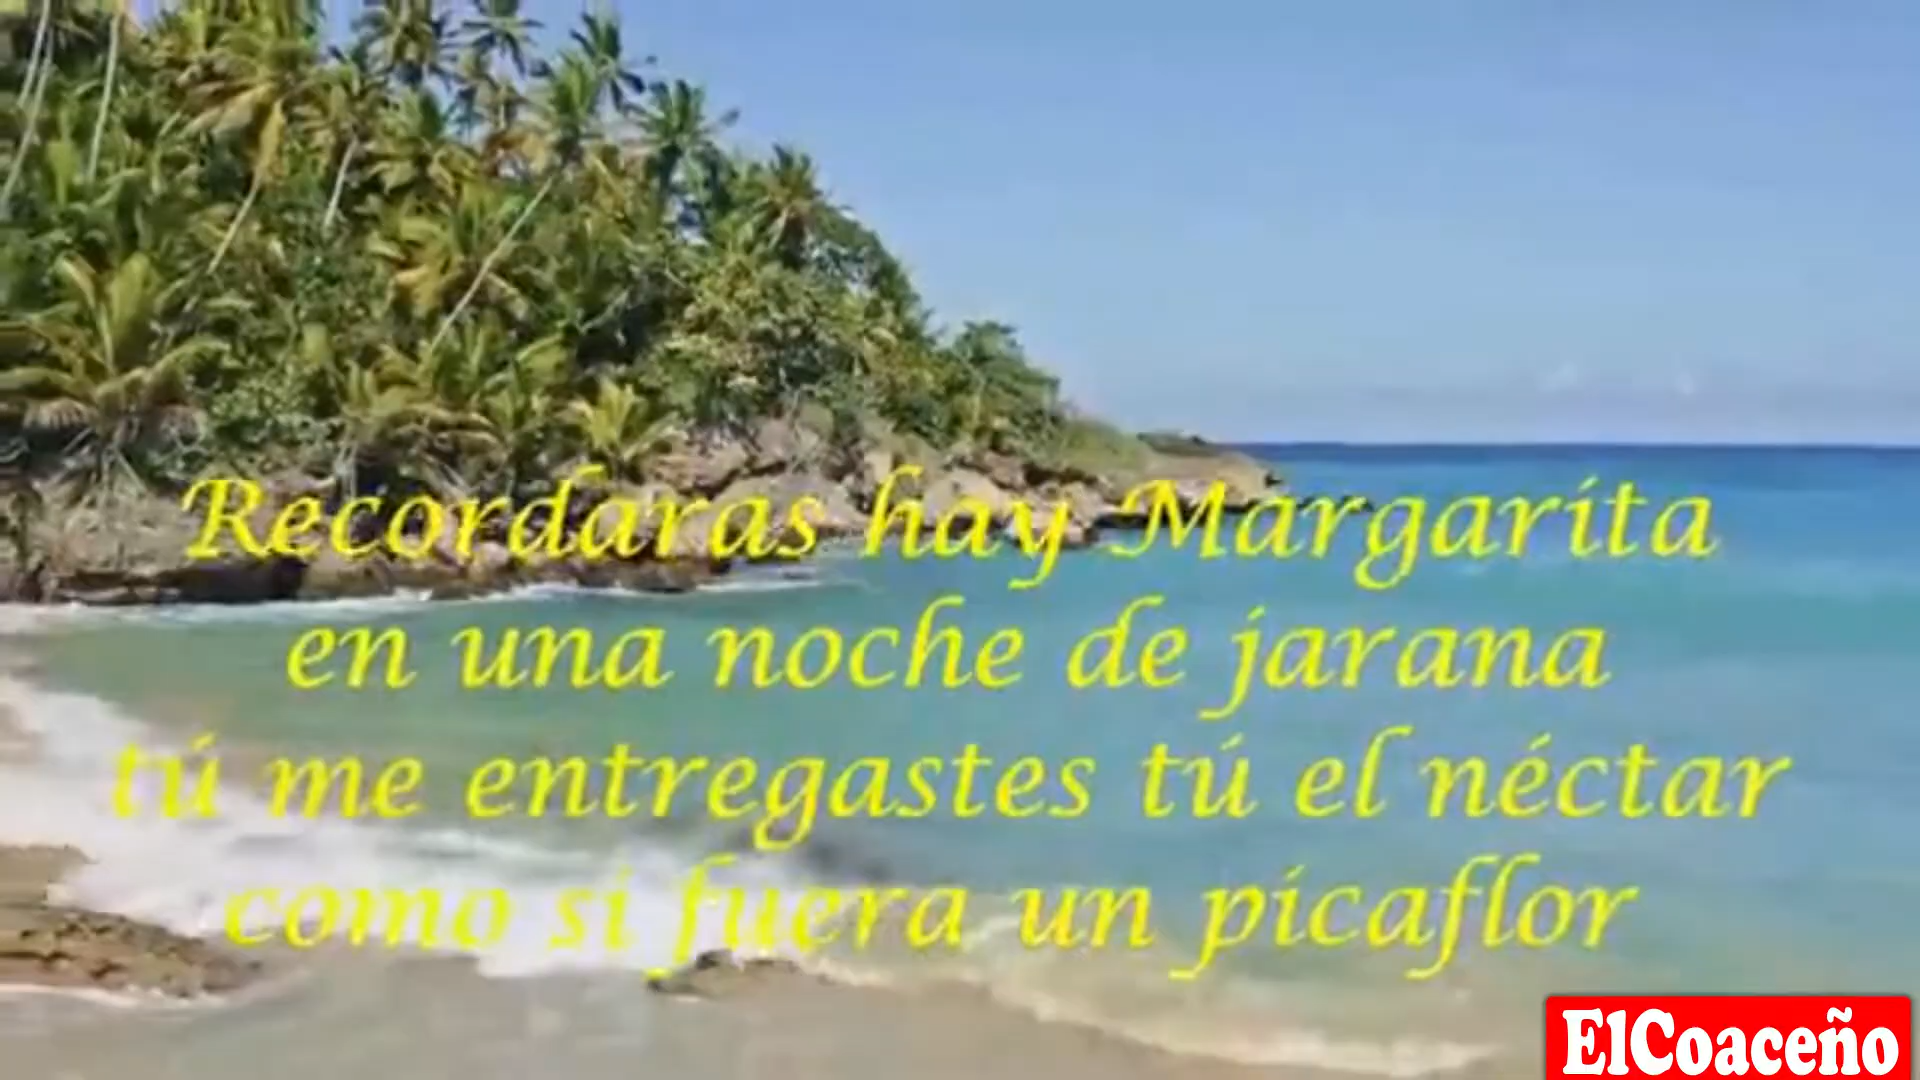 Recordaras hay Margarita
en una noche de jarana
tú me entregastes tú el néctar
como si fuera un picaflor
ElCoaceño